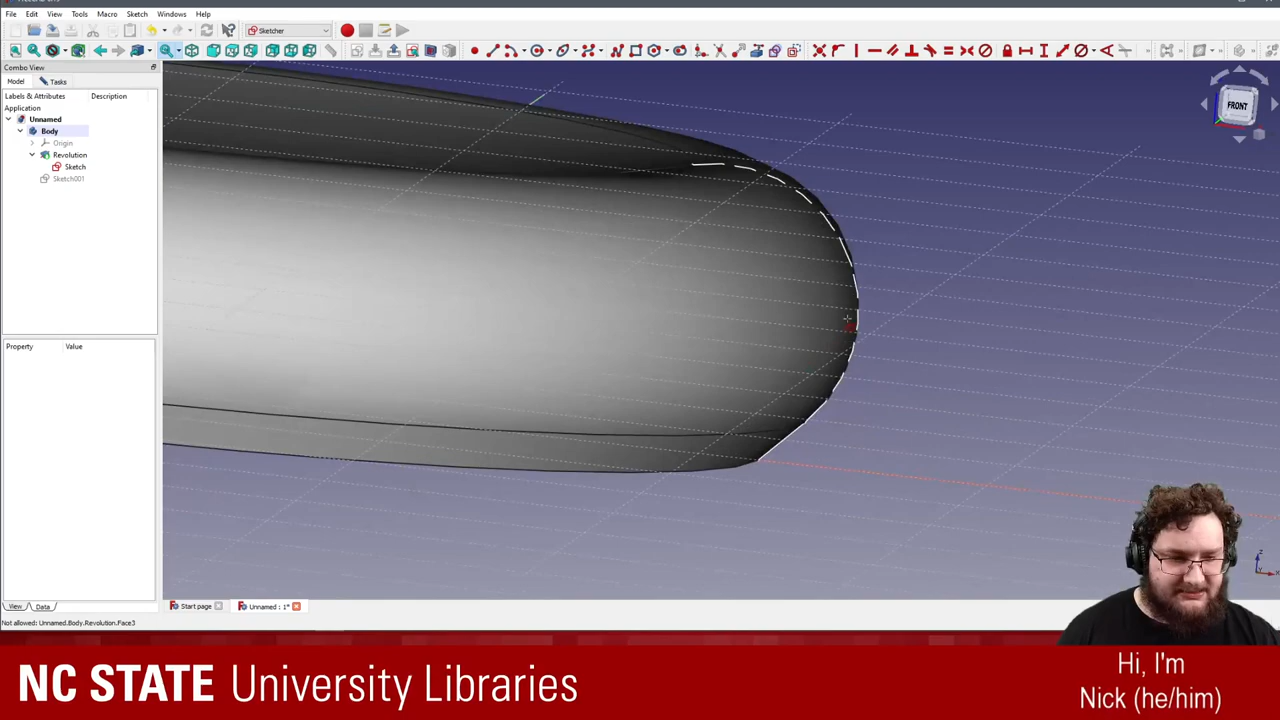 File Edit View Tools Macro Sketch Windows Help
Sketcher
Combo View
Model Tasks
Labels & Attributes Description
Application
Unnamed
Body
Origin
Revolution
Sketch
Sketch001
FRONT
Property Value
View Data
Start page Unnamed : 1*
Not allowed: Unnamed.Body.Revolution.Face3
NC STATE University Libraries
Hi, I'm
Nick (he/him)